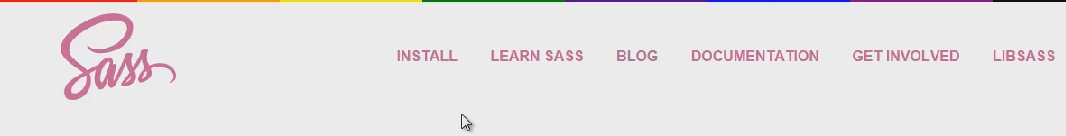 Sass
INSTALL LEARN SASS BLOG DOCUMENTATION GET INVOLVED LIBSASS